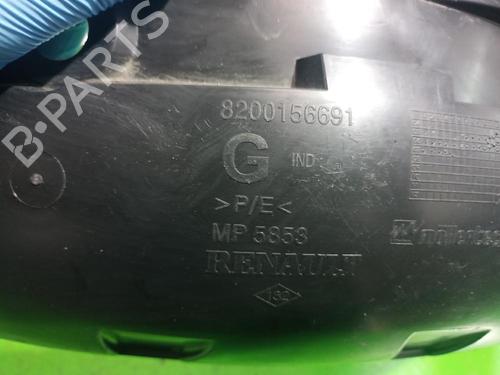 B-PARTS
8200156691
G IND
>P/E<
MP 5853
RENAULT